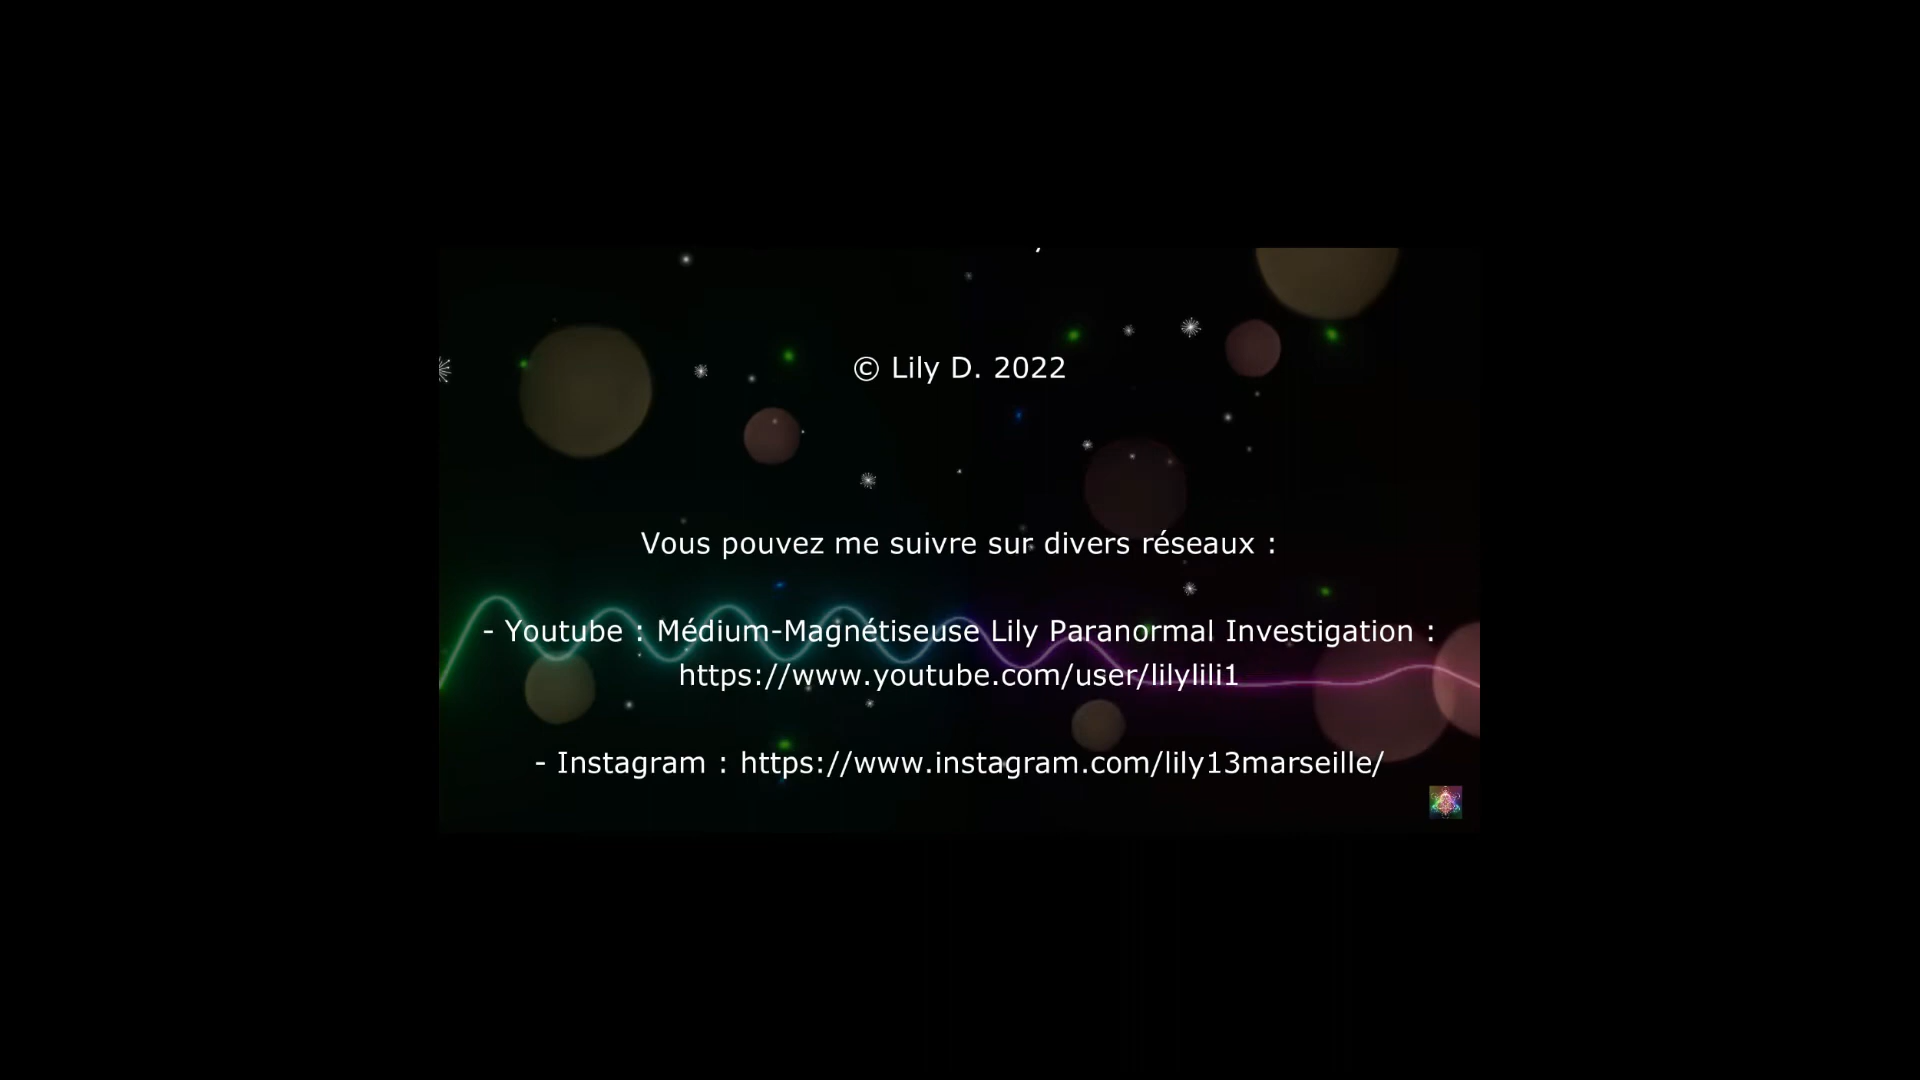 © Lily D. 2022
Vous pouvez me suivre sur divers réseaux :
- Youtube : Médium-Magnétiseuse Lily Paranormal Investigation :
https://www.youtube.com/user/lilylili1
- Instagram : https://www.instagram.com/lily13marseille/